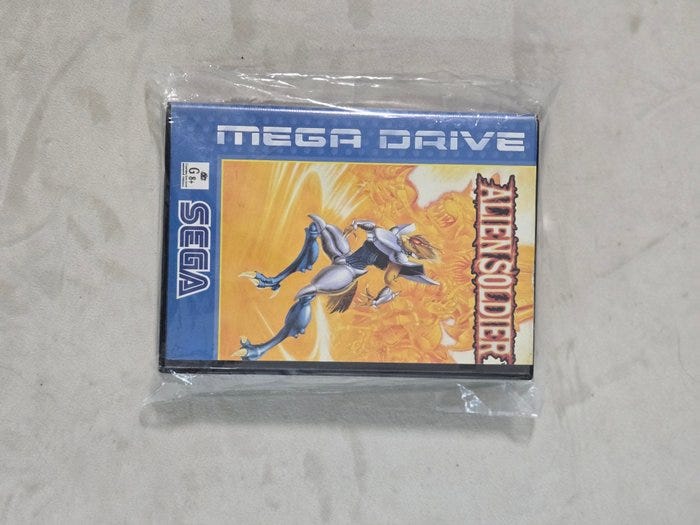 MEGA DRIVE
ALIEN SOLDIER
G 8+
SEGA